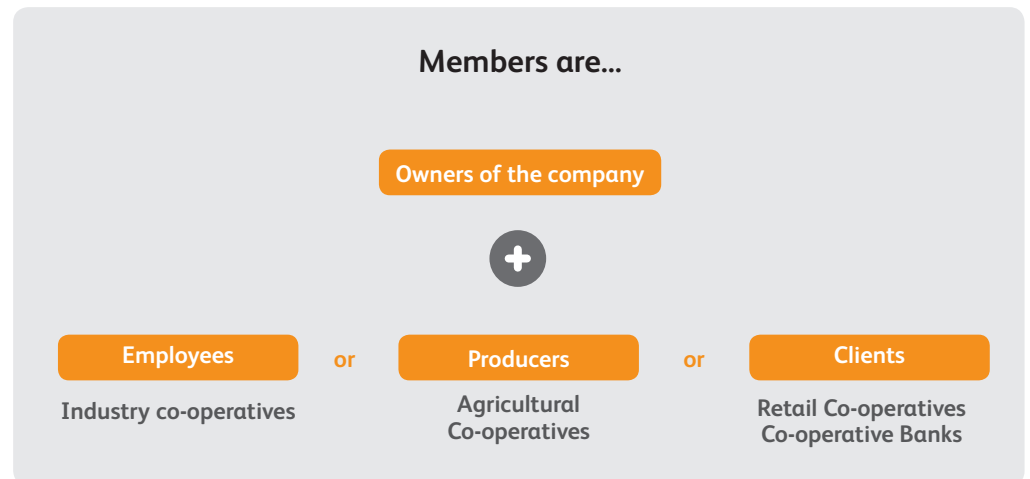 Members are...
Owners of the company
Employees or Producers or Clients
Industry co-operatives
Agricultural
Co-operatives
Retail Co-operatives
Co-operative Banks